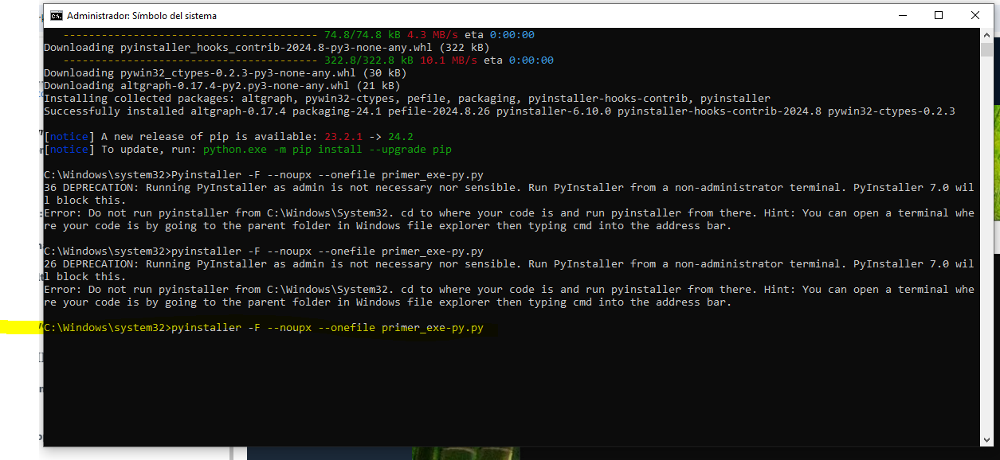 Administrador: Símbolo del sistema
---------------------------------------- 74.8/74.8 kB 4.3 MB/s eta 0:00:00
Downloading pyinstaller_hooks_contrib-2024.8-py3-none-any.whl (322 kB)
---------------------------------------- 322.8/322.8 kB 10.1 MB/s eta 0:00:00
Downloading pywin32_ctypes-0.2.3-py3-none-any.whl (30 kB)
Downloading altgraph-0.17.4-py2.py3-none-any.whl (21 kB)
Installing collected packages: altgraph, pywin32-ctypes, pefile, packaging, pyinstaller-hooks-contrib, pyinstaller
Successfully installed altgraph-0.17.4 packaging-24.1 pefile-2024.8.26 pyinstaller-6.10.0 pyinstaller-hooks-contrib-2024.8 pywin32-ctypes-0.2.3
[notice] A new release of pip is available: 23.2.1 -> 24.2
[notice] To update, run: python.exe -m pip install --upgrade pip
C:\Windows\system32>Pyinstaller -F --noupx --onefile primer_exe-py.py
36 DEPRECATION: Running PyInstaller as admin is not necessary nor sensible. Run PyInstaller from a non-administrator terminal. PyInstaller 7.0 wil
l block this.
Error: Do not run pyinstaller from C:\Windows\System32. cd to where your code is and run pyinstaller from there. Hint: You can open a terminal whe
re your code is by going to the parent folder in Windows file explorer then typing cmd into the address bar.
C:\Windows\system32>pyinstaller -F --noupx --onefile primer_exe-py.py
26 DEPRECATION: Running PyInstaller as admin is not necessary nor sensible. Run PyInstaller from a non-administrator terminal. PyInstaller 7.0 wil
l block this.
Error: Do not run pyinstaller from C:\Windows\System32. cd to where your code is and run pyinstaller from there. Hint: You can open a terminal whe
re your code is by going to the parent folder in Windows file explorer then typing cmd into the address bar.
C:\Windows\system32>pyinstaller -F --noupx --onefile primer_exe-py.py